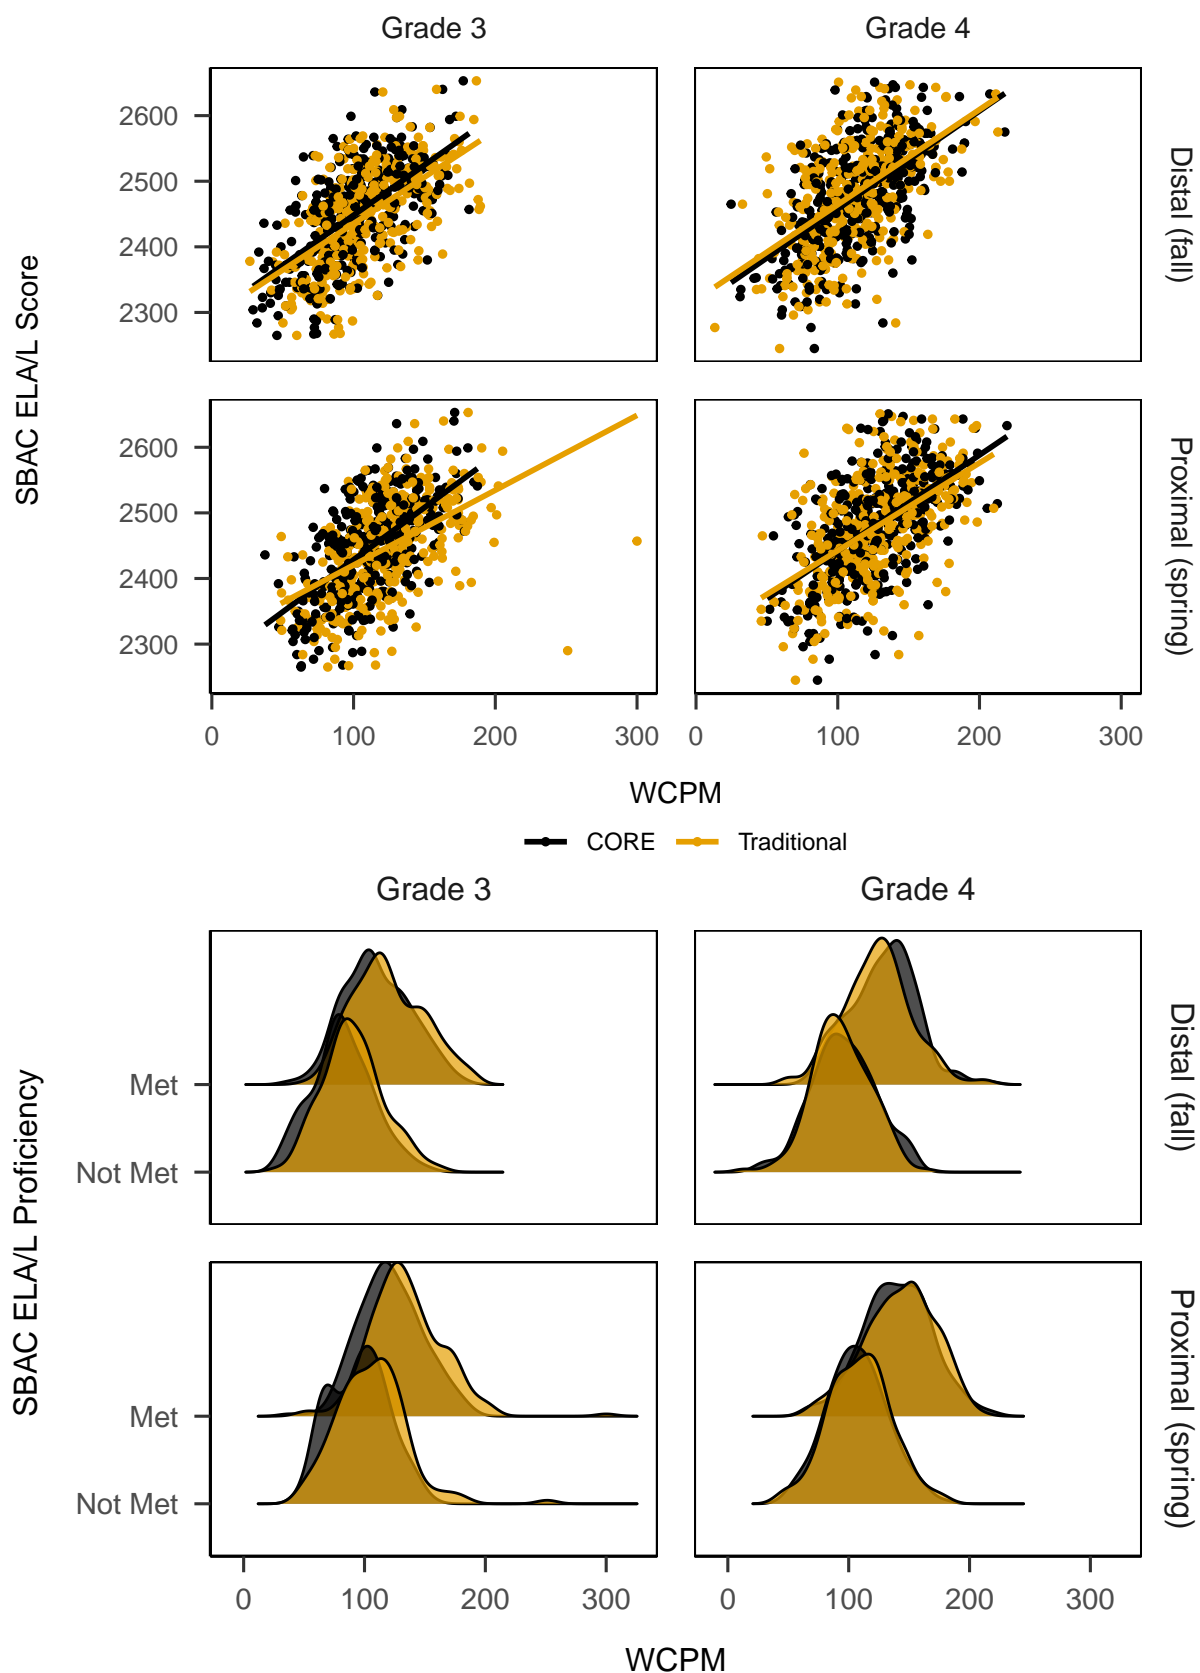 Grade 3
Grade 4
SBAC ELA/L Score
2600
2500
2400
2300
Distal (fall)
2600
2500
2400
2300
Proximal (spring)
0 100 200 300
0 100 200 300
WCPM
CORE Traditional
Grade 3
Grade 4
SBAC ELA/L Proficiency
Met
Not Met
Distal (fall)
Met
Not Met
Proximal (spring)
0 100 200 300
0 100 200 300
WCPM